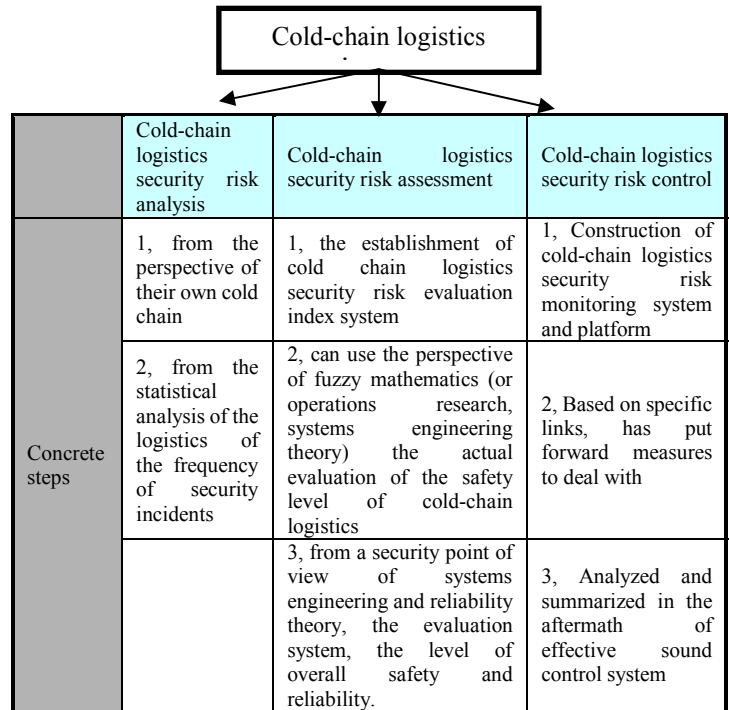 Cold-chain logistics
Cold-chain
logistics
security risk
analysis
Cold-chain logistics
security risk assessment
Cold-chain logistics
security risk control
Concrete
steps
1, from the
perspective of
their own cold
chain
1, the establishment of
cold chain logistics
security risk evaluation
index system
1, Construction of
cold-chain logistics
security risk
monitoring system
and platform
2, from the
statistical
analysis of the
logistics of
the frequency
of security
incidents
2, can use the perspective
of fuzzy mathematics (or
operations research,
systems engineering
theory) the actual
evaluation of the safety
level of cold-chain
logistics
2, Based on specific
links, has put
forward measures
to deal with
3, from a security point of
view of systems
engineering and reliability
theory, the evaluation
system, the level of
overall safety and
reliability.
3, Analyzed and
summarized in the
aftermath of
effective sound
control system